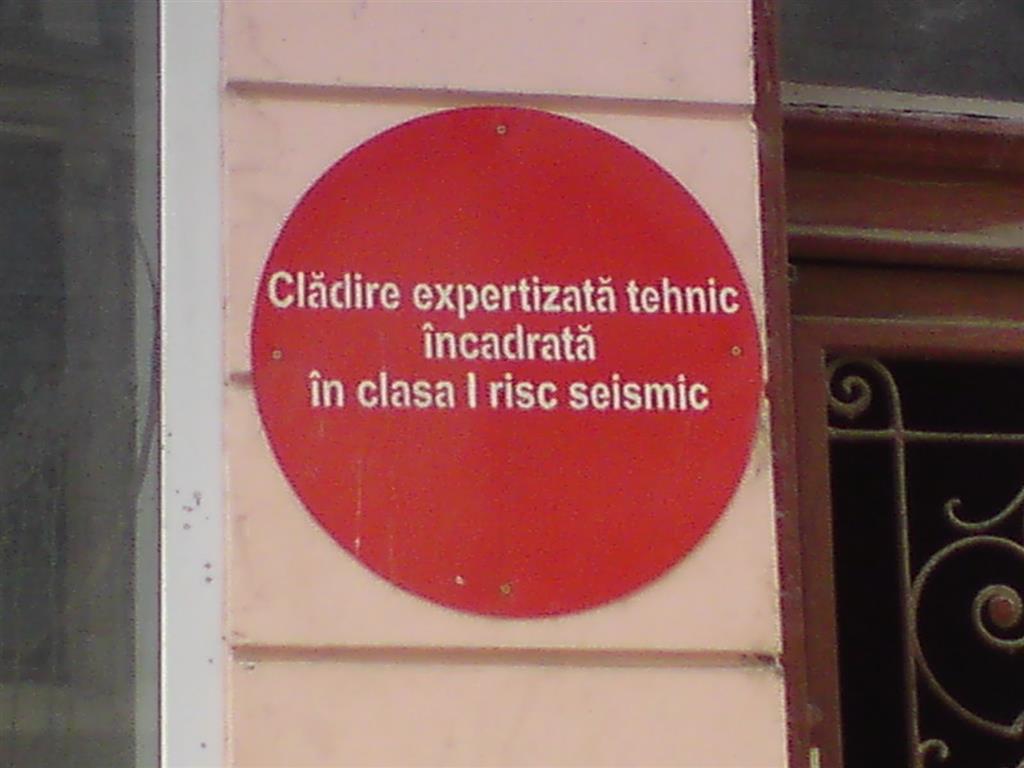 Clădire expertizată tehnic
încadrată
în clasa I risc seismic